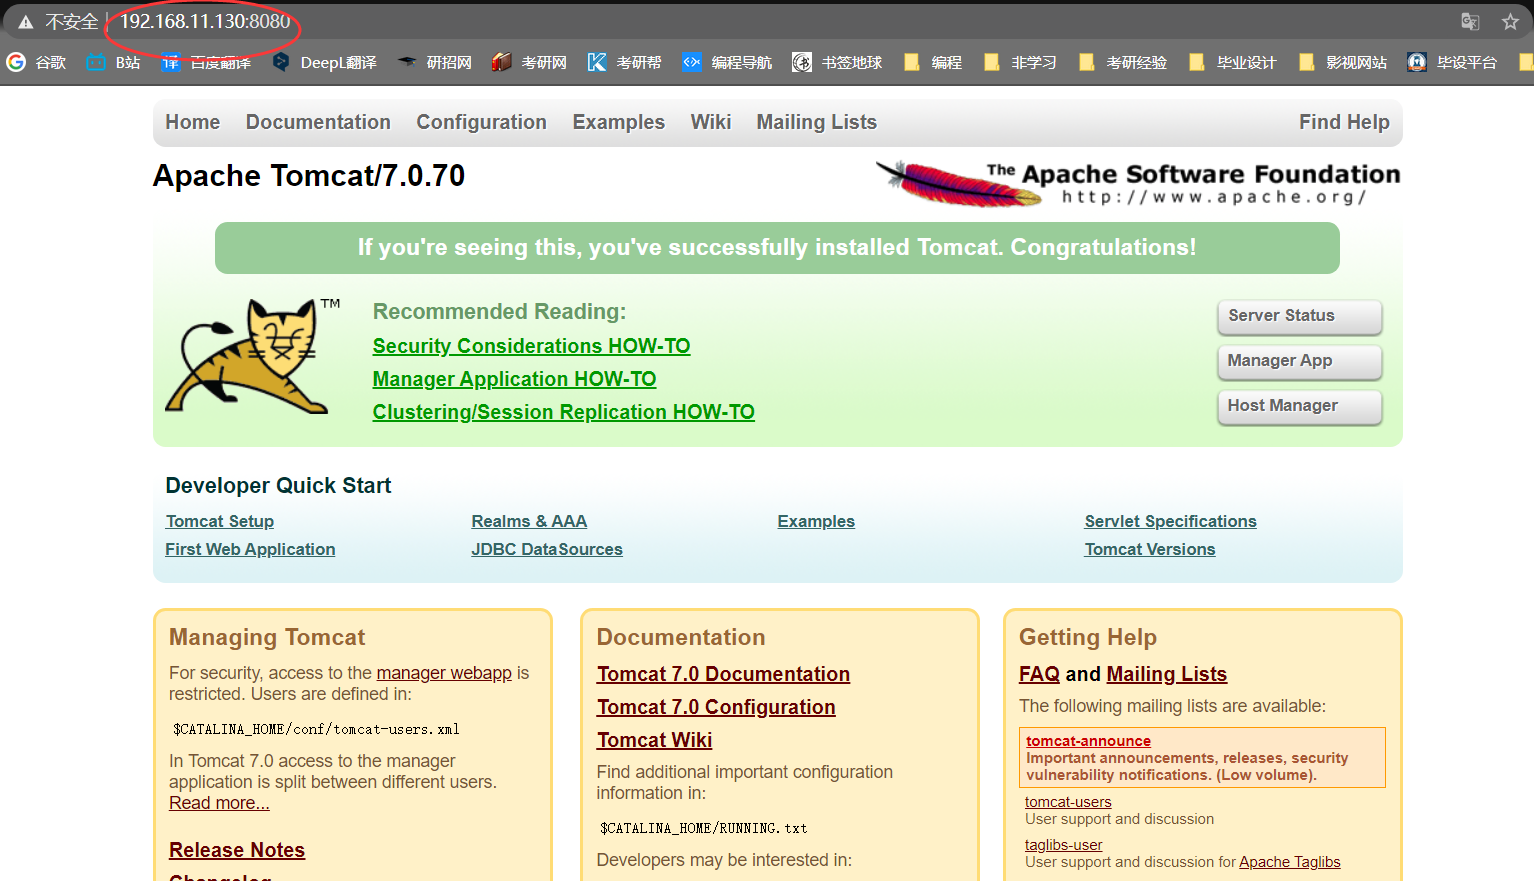 不安全 192.168.11.130:8080
谷歌 B站 译 百度翻译 DeepL翻译 研招网 考研网 考研帮 编程导航 书签地球 编程 非学习 考研经验 毕业设计 影视网站 毕设平台
Home Documentation Configuration Examples Wiki Mailing Lists Find Help
Apache Tomcat/7.0.70
The Apache Software Foundation
http://www.apache.org/
If you're seeing this, you've successfully installed Tomcat. Congratulations!
TM
Recommended Reading:
Security Considerations HOW-TO
Manager Application HOW-TO
Clustering/Session Replication HOW-TO
Server Status
Manager App
Host Manager
Developer Quick Start
Tomcat Setup Realms & AAA Examples Servlet Specifications
First Web Application JDBC DataSources Tomcat Versions
Managing Tomcat
For security, access to the manager webapp is
restricted. Users are defined in:
$CATALINA_HOME/conf/tomcat-users.xml
In Tomcat 7.0 access to the manager
application is split between different users.
Read more...
Release Notes
Changelog
Documentation
Tomcat 7.0 Documentation
Tomcat 7.0 Configuration
Tomcat Wiki
Find additional important configuration
information in:
$CATALINA_HOME/RUNNING.txt
Developers may be interested in:
Getting Help
FAQ and Mailing Lists
The following mailing lists are available:
tomcat-announce
Important announcements, releases, security
vulnerability notifications. (Low volume).
tomcat-users
User support and discussion
taglibs-user
User support and discussion for Apache Taglibs